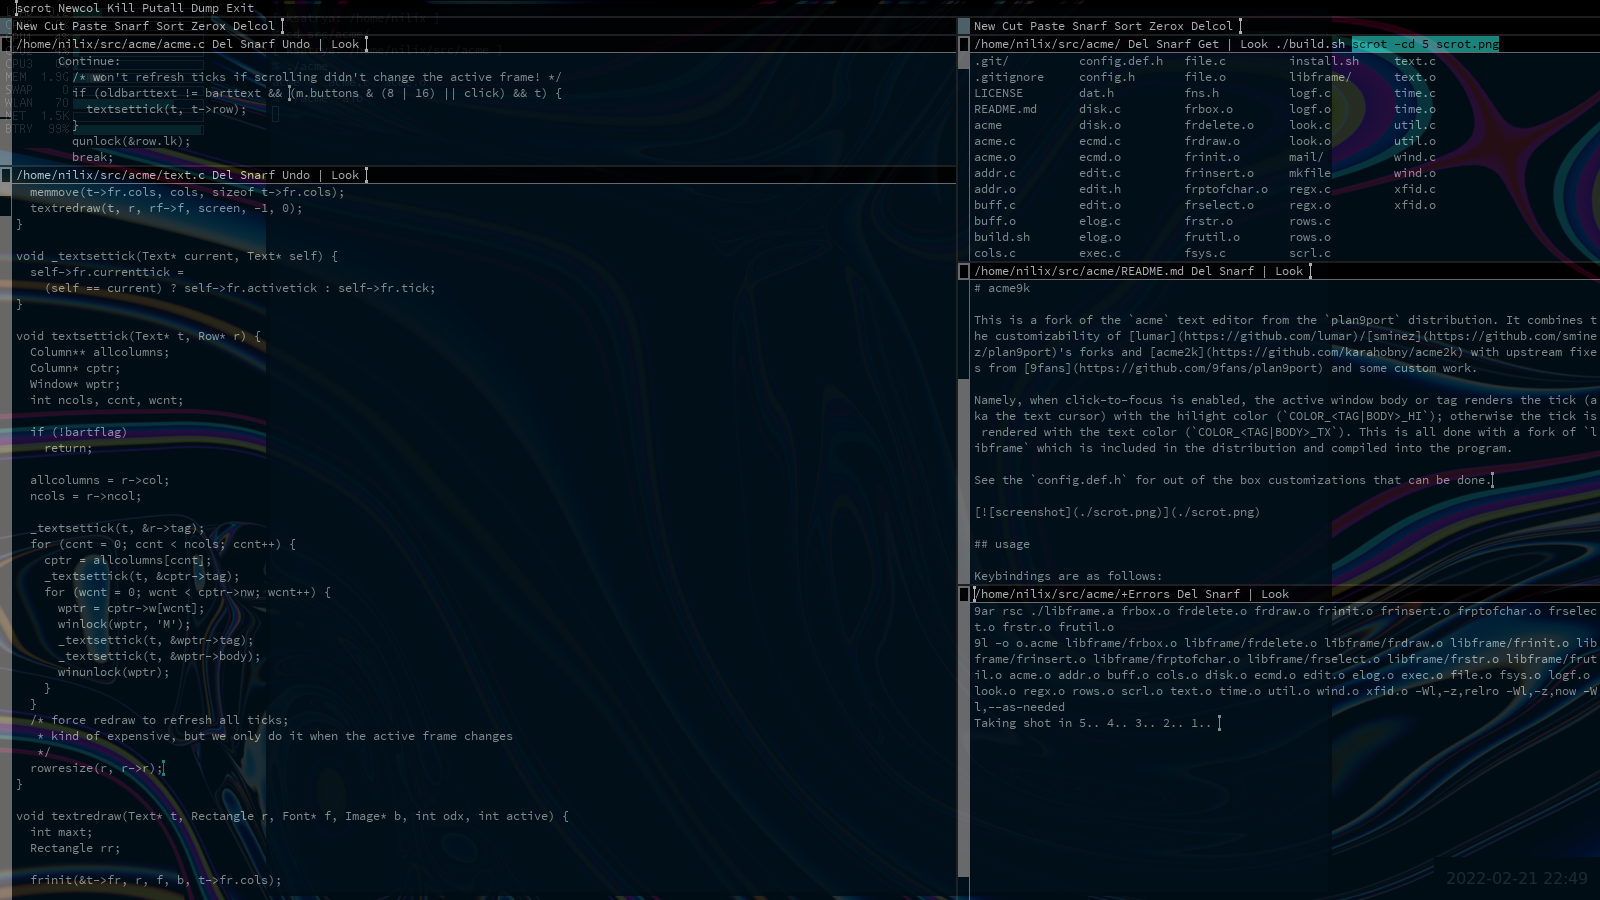 scrot Newcol Kill Putall Dump Exit
New Cut Paste Snarf Sort Zerox Delcol
/home/nilix/src/acme/acme.c Del Snarf Undo | Look
Continue:
/* won't refresh ticks if scrolling didn't change the active frame! */
if (oldbarttext != barttext && (m.buttons & (8 | 16) || click) && t) {
textsettick(t, t->row);
}
qunlock(&row.lk);
break;
CPU3
MEM 1.9G
SWAP 0
WLAN 70
NET 1.5K
BTRY 99%
/home/nilix/src/acme/text.c Del Snarf Undo | Look
memmove(t->fr.cols, cols, sizeof t->fr.cols);
textredraw(t, r, rf->f, screen, -1, 0);
}
void _textsettick(Text* current, Text* self) {
self->fr.currenttick =
(self == current) ? self->fr.activetick : self->fr.tick;
}
void textsettick(Text* t, Row* r) {
Column** allcolumns;
Column* cptr;
Window* wptr;
int ncols, ccnt, wcnt;
if (!bartflag)
return;
allcolumns = r->col;
ncols = r->ncol;
_textsettick(t, &r->tag);
for (ccnt = 0; ccnt < ncols; ccnt++) {
cptr = allcolumns[ccnt];
_textsettick(t, &cptr->tag);
for (wcnt = 0; wcnt < cptr->nw; wcnt++) {
wptr = cptr->w[wcnt];
winlock(wptr, 'M');
_textsettick(t, &wptr->tag);
_textsettick(t, &wptr->body);
winunlock(wptr);
}
}
/* force redraw to refresh all ticks;
* kind of expensive, but we only do it when the active frame changes
*/
rowresize(r, r->r);
}
void textredraw(Text* t, Rectangle r, Font* f, Image* b, int odx, int active) {
int maxt;
Rectangle rr;
frinit(&t->fr, r, f, b, t->fr.cols);
New Cut Paste Snarf Sort Zerox Delcol
/home/nilix/src/acme/ Del Snarf Get | Look ./build.sh scrot -cd 5 scrot.png
.git/ config.def.h file.c install.sh text.c
.gitignore config.h file.o libframe/ text.o
LICENSE dat.h fns.h logf.c time.c
README.md disk.c frbox.o logf.o time.o
acme disk.o frdelete.o look.c util.c
acme.c ecmd.c frdraw.o look.o util.o
acme.o ecmd.o frinit.o mail/ wind.c
addr.c edit.c frinsert.o mkfile wind.o
addr.o edit.h frptofchar.o regx.c xfid.c
buff.c edit.o frselect.o regx.o xfid.o
buff.o elog.c frstr.o rows.c
build.sh elog.o frutil.o rows.o
cols.c exec.c fsys.c scrl.c
/home/nilix/src/acme/README.md Del Snarf | Look
# acme9k
This is a fork of the `acme` text editor from the `plan9port` distribution. It combines t
he customizability of [lumar](https://github.com/lumar)/[sminez](https://github.com/smine
z/plan9port)'s forks and [acme2k](https://github.com/karahobny/acme2k) with upstream fixe
s from [9fans](https://github.com/9fans/plan9port) and some custom work.
Namely, when click-to-focus is enabled, the active window body or tag renders the tick (a
ka the text cursor) with the hilight color (`COLOR_<TAG|BODY>_HI`); otherwise the tick is
rendered with the text color (`COLOR_<TAG|BODY>_TX`). This is all done with a fork of `l
ibframe` which is included in the distribution and compiled into the program.
See the `config.def.h` for out of the box customizations that can be done.
[![screenshot](./scrot.png)](./scrot.png)
## usage
Keybindings are as follows:
/home/nilix/src/acme/+Errors Del Snarf | Look
9ar rsc ./libframe.a frbox.o frdelete.o frdraw.o frinit.o frinsert.o frptofchar.o frselec
t.o frstr.o frutil.o
9l -o o.acme libframe/frbox.o libframe/frdelete.o libframe/frdraw.o libframe/frinit.o lib
frame/frinsert.o libframe/frptofchar.o libframe/frselect.o libframe/frstr.o libframe/frut
il.o acme.o addr.o buff.o cols.o disk.o ecmd.o edit.o elog.o exec.o file.o fsys.o logf.o
look.o regx.o rows.o scrl.o text.o time.o util.o wind.o xfid.o -Wl,-z,relro -Wl,-z,now -W
l,--as-needed
Taking shot in 5.. 4.. 3.. 2.. 1..
2022-02-21 22:49